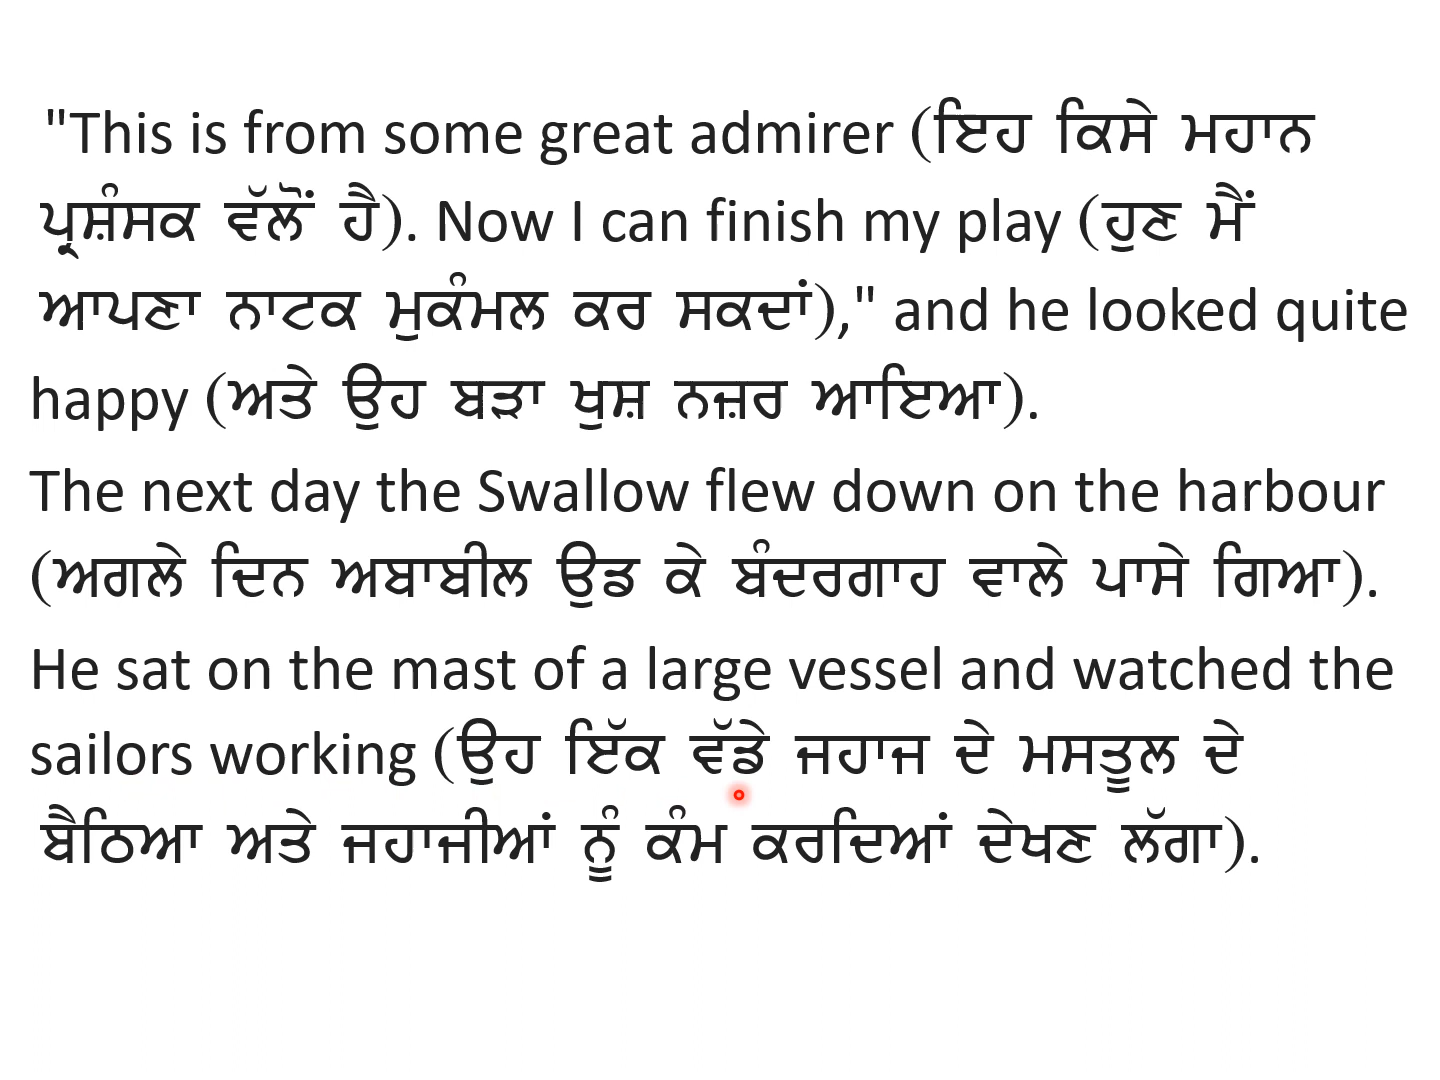 "This is from some great admirer (ਇਹ ਕਿਸੇ ਮਹਾਨ
ਪ੍ਰਸ਼ੰਸਕ ਵੱਲੋਂ ਹੈ). Now I can finish my play (ਹੁਣ ਮੈਂ
ਆਪਣਾ ਨਾਟਕ ਮੁਕੰਮਲ ਕਰ ਸਕਦਾਂ)," and he looked quite
happy (ਅਤੇ ਉਹ ਬੜਾ ਖੁਸ਼ ਨਜ਼ਰ ਆਇਆ).
The next day the Swallow flew down on the harbour
(ਅਗਲੇ ਦਿਨ ਅਬਾਬੀਲ ਉਡ ਕੇ ਬੰਦਰਗਾਹ ਵਾਲੇ ਪਾਸੇ ਗਿਆ).
He sat on the mast of a large vessel and watched the
sailors working (ਉਹ ਇੱਕ ਵੱਡੇ ਜਹਾਜ ਦੇ ਮਸਤੂਲ ਦੇ
ਬੈਠਿਆ ਅਤੇ ਜਹਾਜੀਆਂ ਨੂੰ ਕੰਮ ਕਰਦਿਆਂ ਦੇਖਣ ਲੱਗਾ).